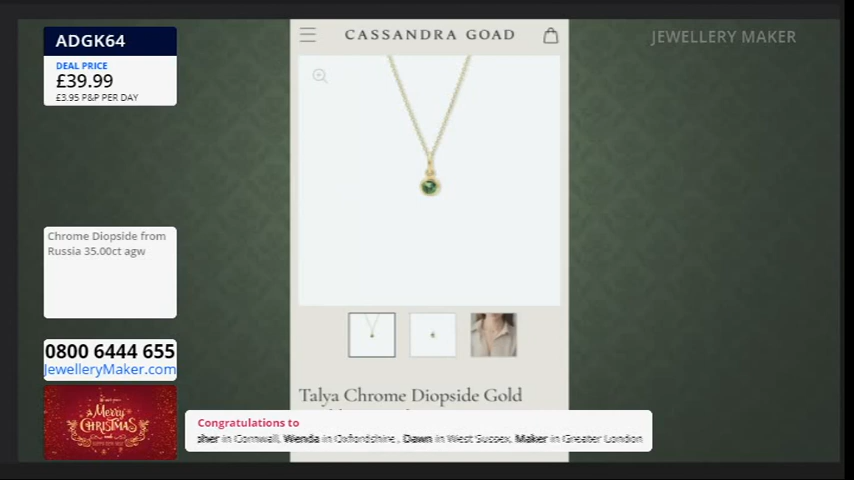 ADGK64
DEAL PRICE
£39.99
£3.95 P&P PER DAY
CASSANDRA GOAD
JEWELLERY MAKER
Chrome Diopside from
Russia 35.00ct agw
0800 6444 655
JewelleryMaker.com
Merry
CHRISTMAS
Talya Chrome Diopside Gold
Congratulations to
pher in Cornwall, Wenda in Oxfordshire, Dawn in West Sussex, Maker in Greater London